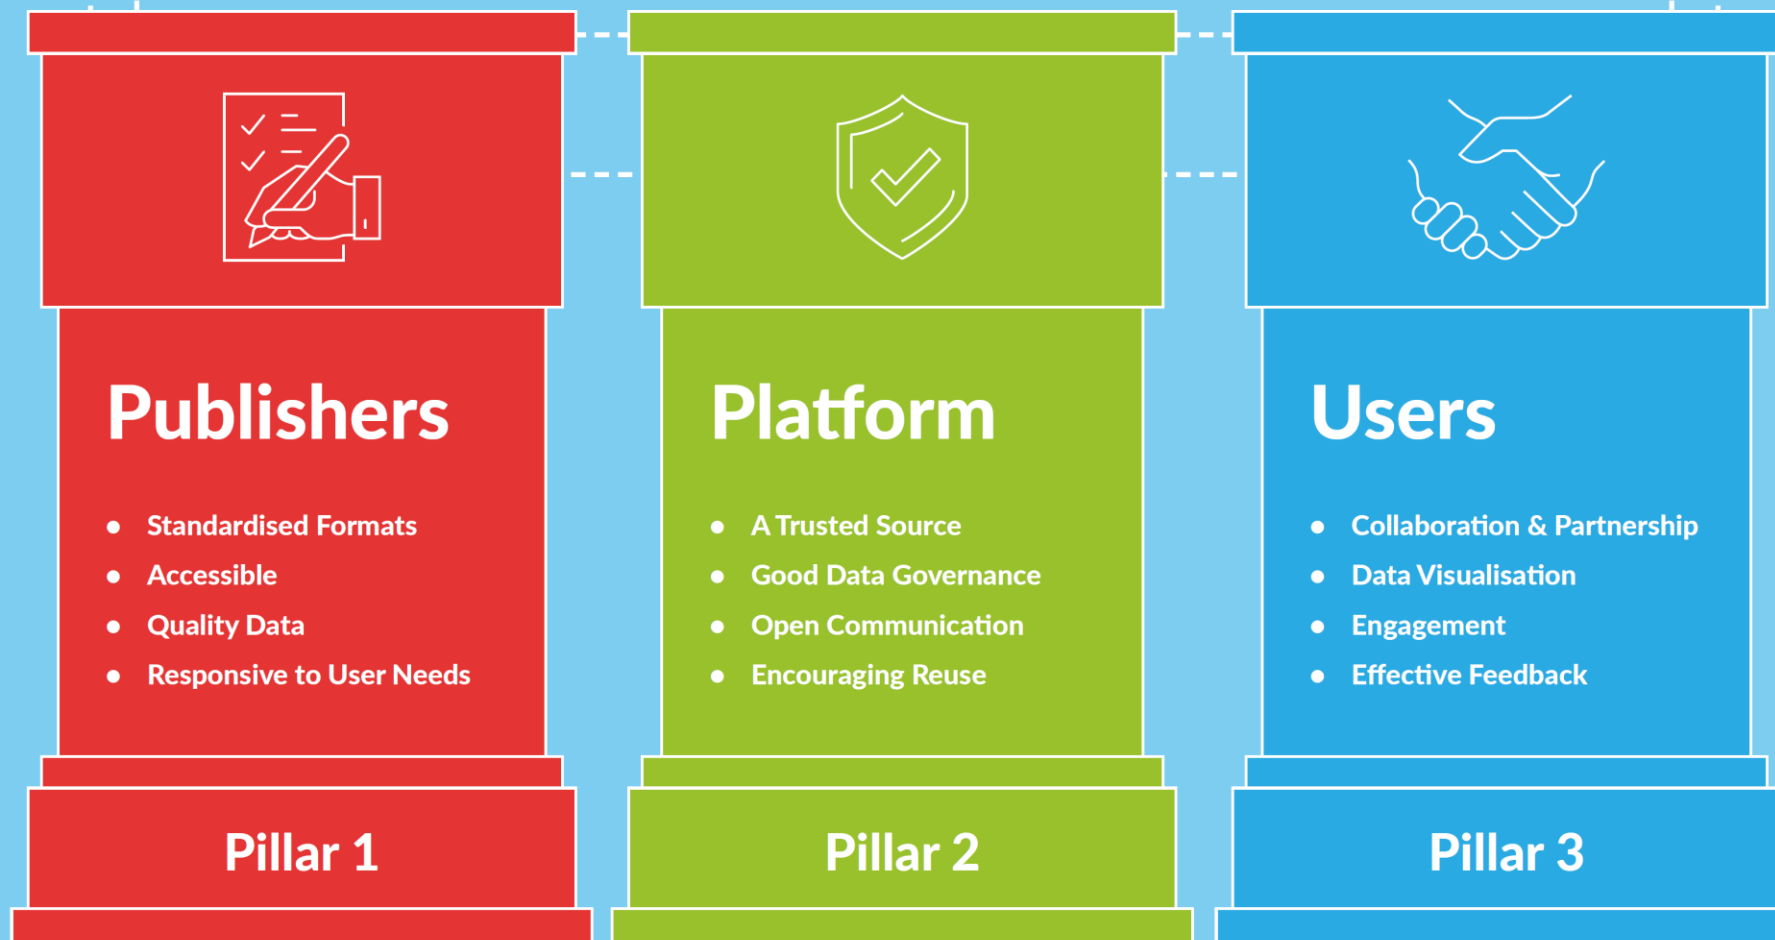 Publishers
● Standardised Formats
● Accessible
● Quality Data
● Responsive to User Needs
Pillar 1
Platform
● A Trusted Source
● Good Data Governance
● Open Communication
● Encouraging Reuse
Pillar 2
Users
● Collaboration & Partnership
● Data Visualisation
● Engagement
● Effective Feedback
Pillar 3